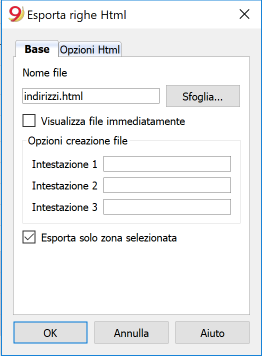 9 Esporta righe Html
Base Opzioni Html
Nome file
indirizzi.html Sfoglia...
Visualizza file immediatamente
Opzioni creazione file
Intestazione 1
Intestazione 2
Intestazione 3
Esporta solo zona selezionata
OK Annulla Aiuto